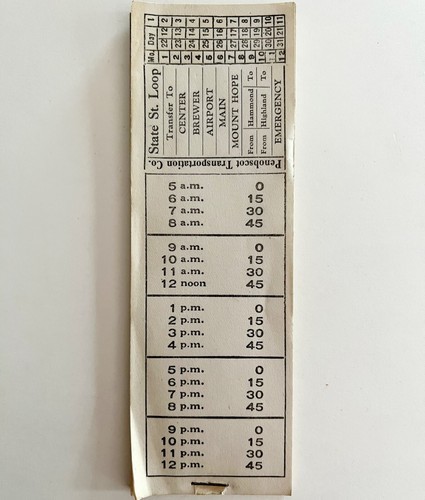 1 2 3 4 5 6 7 8 9 10 11
Day 12 13 14 15 16 17 18 19 20 21
22 23 24 25 26 27 28 29 30 31
Mo. 1 2 3 4 5 6 7 8 9 10 11 12
State St. Loop
Transfer To
CENTER
BREWER
AIRPORT
MAIN
MOUNT HOPE
From Hammond To
From Highland To
EMERGENCY
Penobscot Transportation Co.
5 a.m. 0
6 a.m. 15
7 a.m. 30
8 a.m. 45
9 a.m. 0
10 a.m. 15
11 a.m. 30
12 noon 45
1 p.m. 0
2 p.m. 15
3 p.m. 30
4 p.m. 45
5 p.m. 0
6 p.m. 15
7 p.m. 30
8 p.m. 45
9 p.m. 0
10 p.m. 15
11 p.m. 30
12 p.m. 45